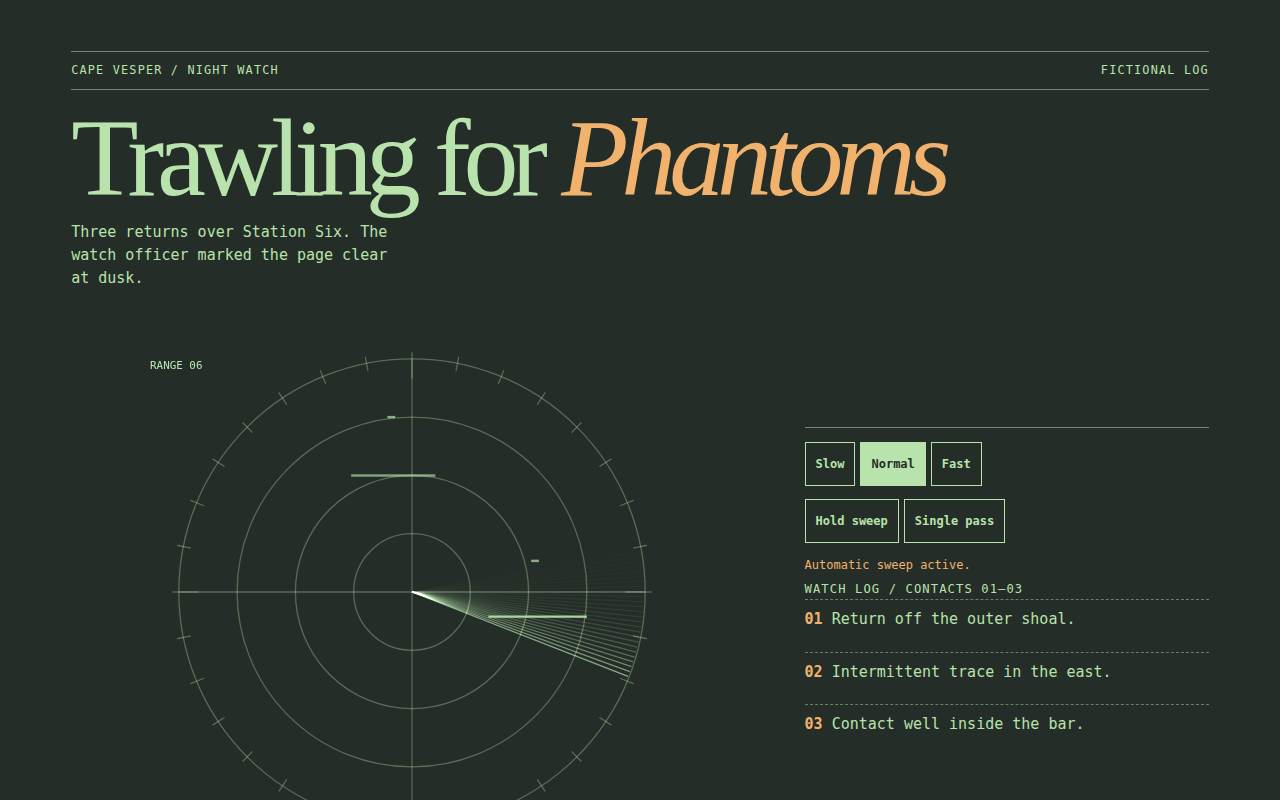 CAPE VESPER / NIGHT WATCH
FICTIONAL LOG
Trawling for Phantoms
Three returns over Station Six. The
watch officer marked the page clear
at dusk.
RANGE 06
Slow
Normal
Fast
Hold sweep
Single pass
Automatic sweep active.
WATCH LOG / CONTACTS 01–03
01 Return off the outer shoal.
02 Intermittent trace in the east.
03 Contact well inside the bar.